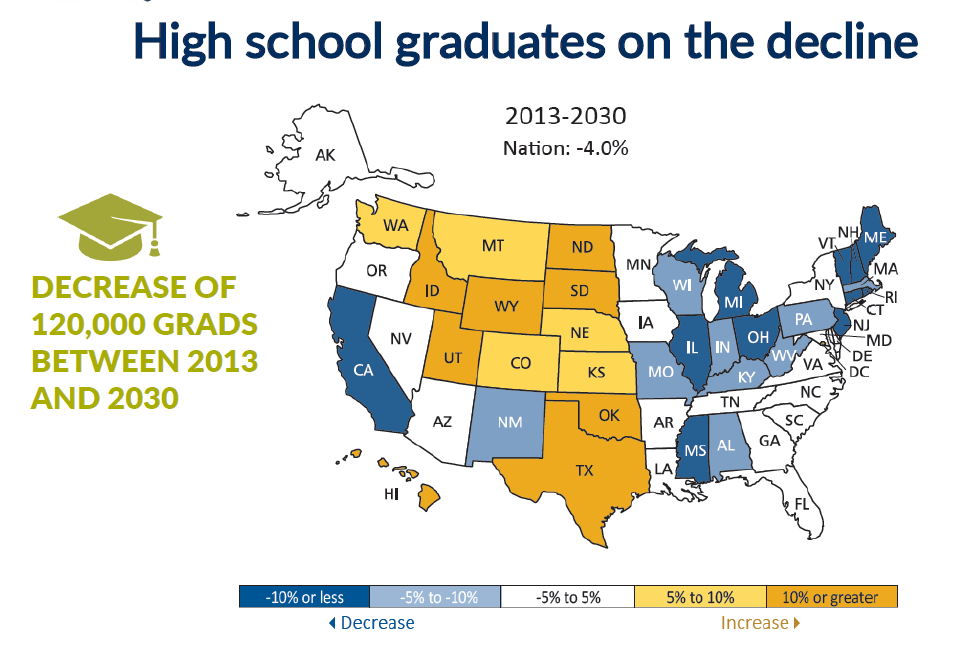 High school graduates on the decline
2013-2030
Nation: -4.0%
DECREASE OF
120,000 GRADS
BETWEEN 2013
AND 2030
AK
WA
MT
ND
MN
VT
NH
ME
OR
ID
SD
WI
NY
MA
WY
MI
RI
CT
NV
NE
IA
PA
NJ
UT
CO
IL
IN
OH
MD
CA
KS
MO
WV
VA
DE
DC
KY
AZ
NM
OK
AR
TN
NC
SC
TX
MS
AL
GA
LA
HI
FL
-10% or less
-5% to -10%
-5% to 5%
5% to 10%
10% or greater
Decrease
Increase